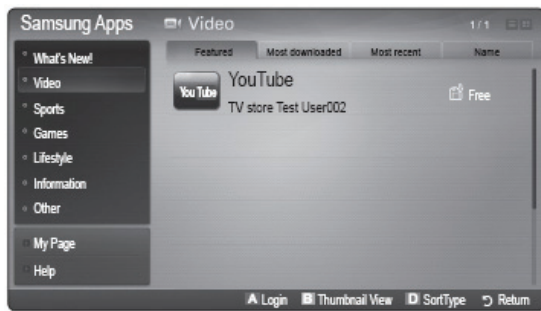 Samsung Apps
Video
1/1
What's New!
Video
Sports
Games
Lifestyle
Information
Other
My Page
Help
Featured Most downloaded Most recent Name
You Tube
YouTube
TV store Test User002
Free
A Login B Thumbnail View D SortType Return